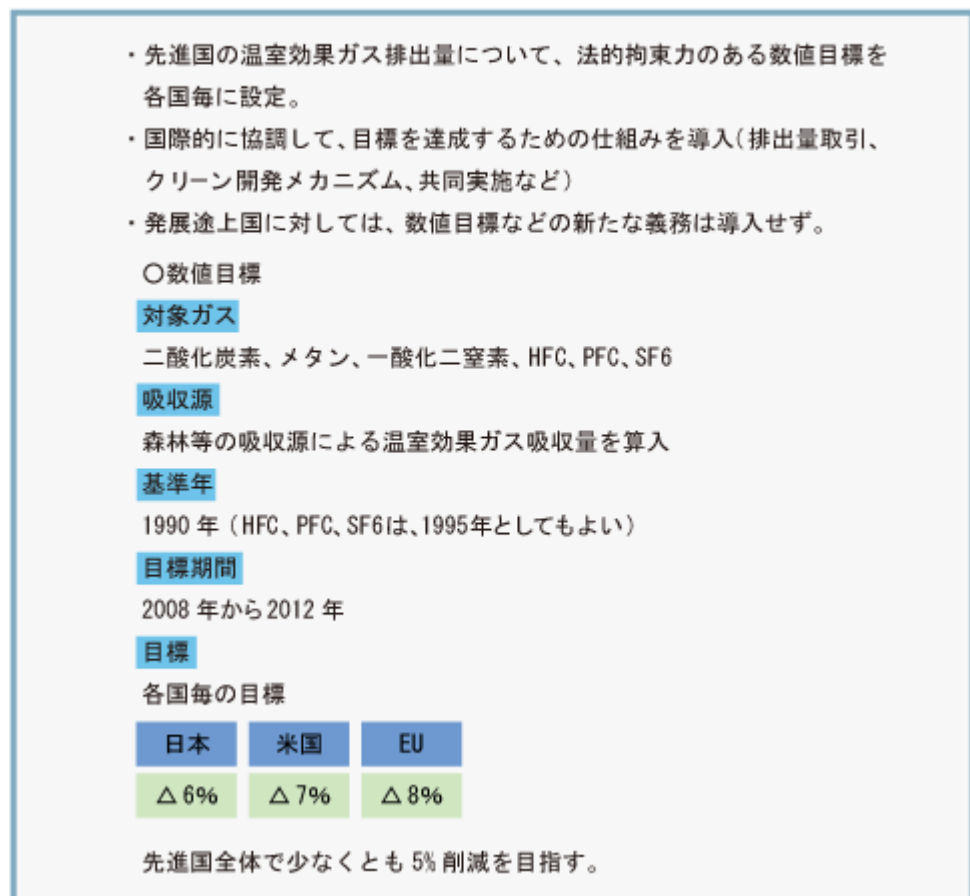 ・先進国の温室効果ガス排出量について、法的拘束力のある数値目標を
各国毎に設定。
・国際的に協調して、目標を達成するための仕組みを導入（排出量取引、
クリーン開発メカニズム、共同実施など）
・発展途上国に対しては、数値目標などの新たな義務は導入せず。
〇数値目標
対象ガス
二酸化炭素、メタン、一酸化二窒素、HFC、PFC、SF6
吸収源
森林等の吸収源による温室効果ガス吸収量を算入
基準年
1990 年（HFC、PFC、SF6は、1995年としてもよい）
目標期間
2008 年から2012 年
目標
各国毎の目標
日本 米国 EU
△6% △7% △8%
先進国全体で少なくとも 5% 削減を目指す。